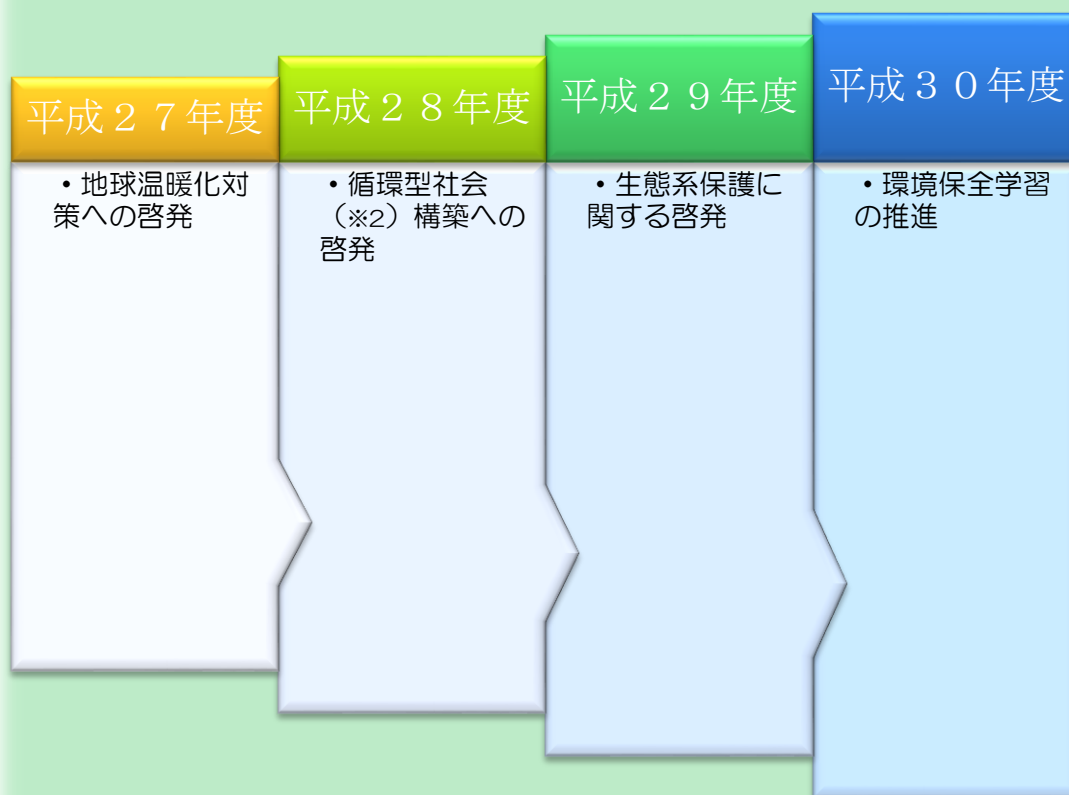 平成２７年度
・地球温暖化対
策への啓発
平成２８年度
・循環型社会
（※2）構築への
啓発
平成２９年度
・生態系保護に
関する啓発
平成３０年度
・環境保全学習
の推進